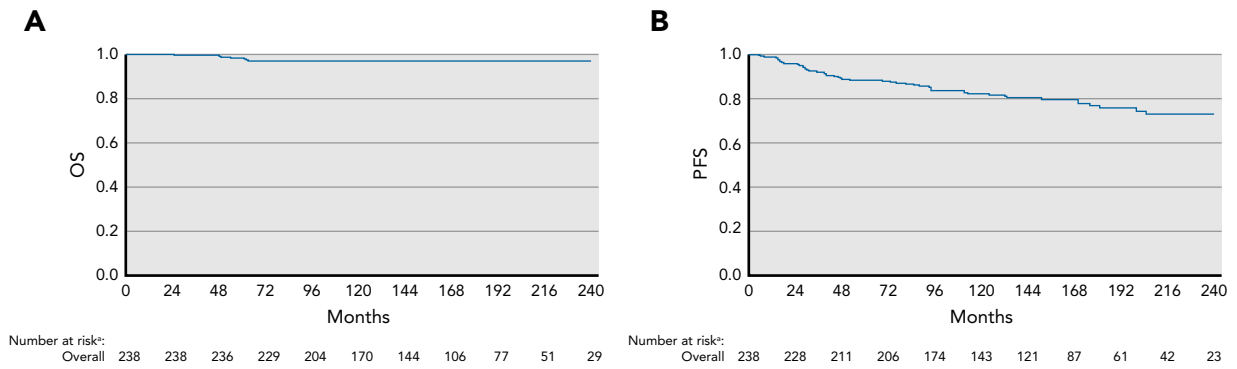 A
1.0
0.8
0.6
0.4
0.2
0.0
OS
0 24 48 72 96 120 144 168 192 216 240
Months
Number at riskᵃ:
Overall 238 238 236 229 204 170 144 106 77 51 29
B
1.0
0.8
0.6
0.4
0.2
0.0
PFS
0 24 48 72 96 120 144 168 192 216 240
Months
Number at riskᵃ:
Overall 238 228 211 206 174 143 121 87 61 42 23